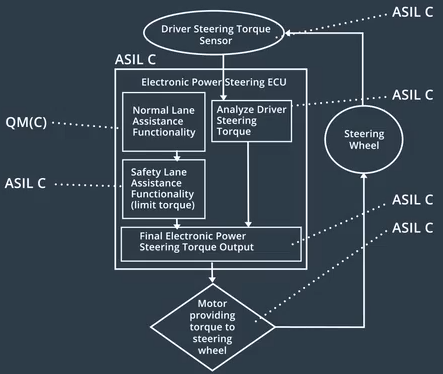 Driver Steering Torque
Sensor
ASIL C
ASIL C
Electronic Power Steering ECU
ASIL C
Normal Lane
Assistance
Functionality
Analyze Driver
Steering
Torque
QM(C)
Steering
Wheel
Safety Lane
Assistance
Functionality
(limit torque)
ASIL C
ASIL C
Final Electronic Power
Steering Torque Output
ASIL C
Motor
providing
torque to
steering
wheel